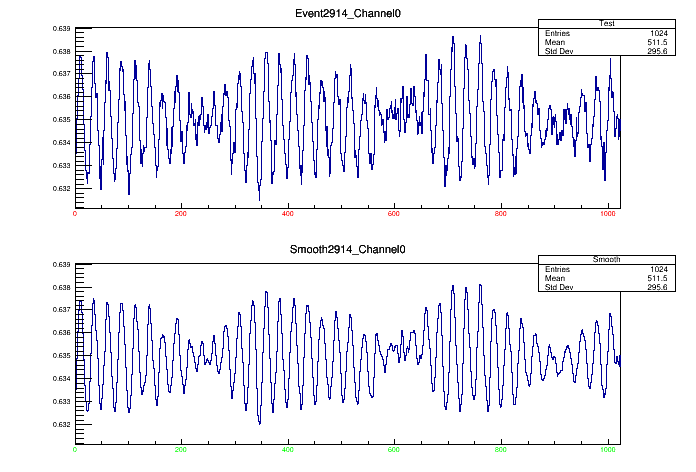 Event2914_Channel0
Test
Entries 1024
Mean 511.5
Std Dev 295.6
0.639
0.638
0.637
0.636
0.635
0.634
0.633
0.632
0 200 400 600 800 1000
Smooth2914_Channel0
Smooth
Entries 1024
Mean 511.5
Std Dev 295.6
0.639
0.638
0.637
0.636
0.635
0.634
0.633
0.632
0 200 400 600 800 1000